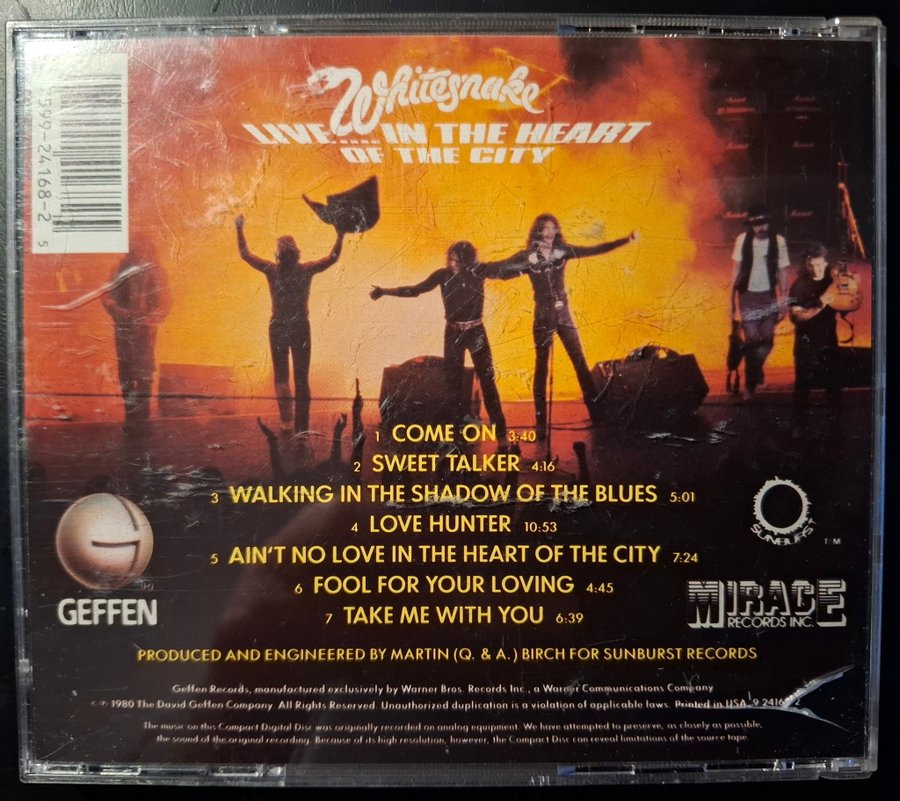 Whitesnake
LIVE.... IN THE HEART
OF THE CITY
599-24168-2 5
1 COME ON 3:40
2 SWEET TALKER 4:16
3 WALKING IN THE SHADOW OF THE BLUES 5:01
4 LOVE HUNTER 10:53
5 AIN'T NO LOVE IN THE HEART OF THE CITY 7:24
6 FOOL FOR YOUR LOVING 4:45
7 TAKE ME WITH YOU 6:39
SUNBURST TM
GEFFEN
MIRAGE
RECORDS INC.
PRODUCED AND ENGINEERED BY MARTIN (Q. & A.) BIRCH FOR SUNBURST RECORDS
Geffen Records, manufactured exclusively by Warner Bros. Records Inc., a Warner Communications Company
1980 The David Geffen Company. All Rights Reserved. Unauthorized duplication is a violation of applicable laws. Printed in USA. 9 2416
The music on this Compact Digital Disc was originally recorded on analog equipment. We have attempted to preserve, as closely as possible,
the sound of the original recording. Because of its high resolution, however, the Compact Disc can reveal limitations of the source tape.